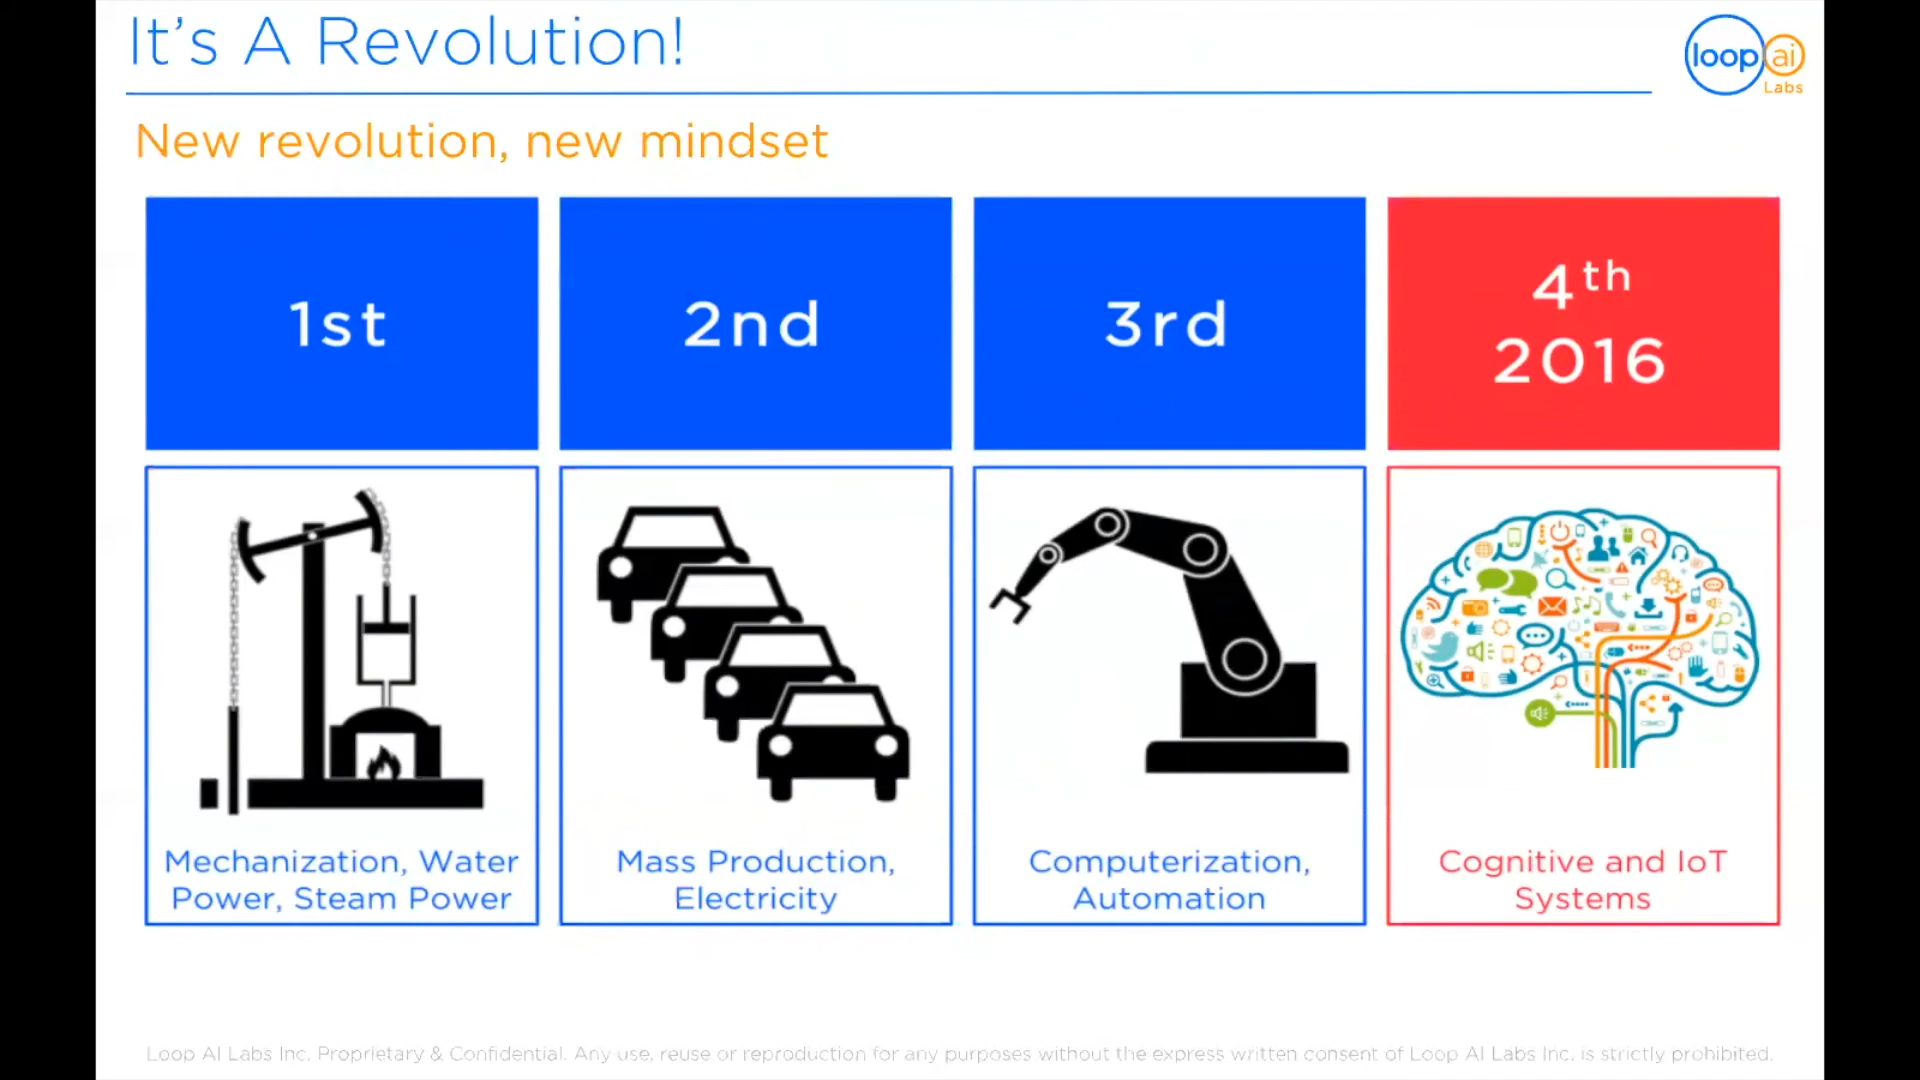 It's A Revolution!
loop ai
Labs
New revolution, new mindset
1st
2nd
3rd
4th
2016
Mechanization, Water
Power, Steam Power
Mass Production,
Electricity
Computerization,
Automation
Cognitive and IoT
Systems
Loop AI Labs Inc. Proprietary & Confidential. Any use, reuse or reproduction for any purposes without the express written consent of Loop AI Labs Inc. is strictly prohibited.